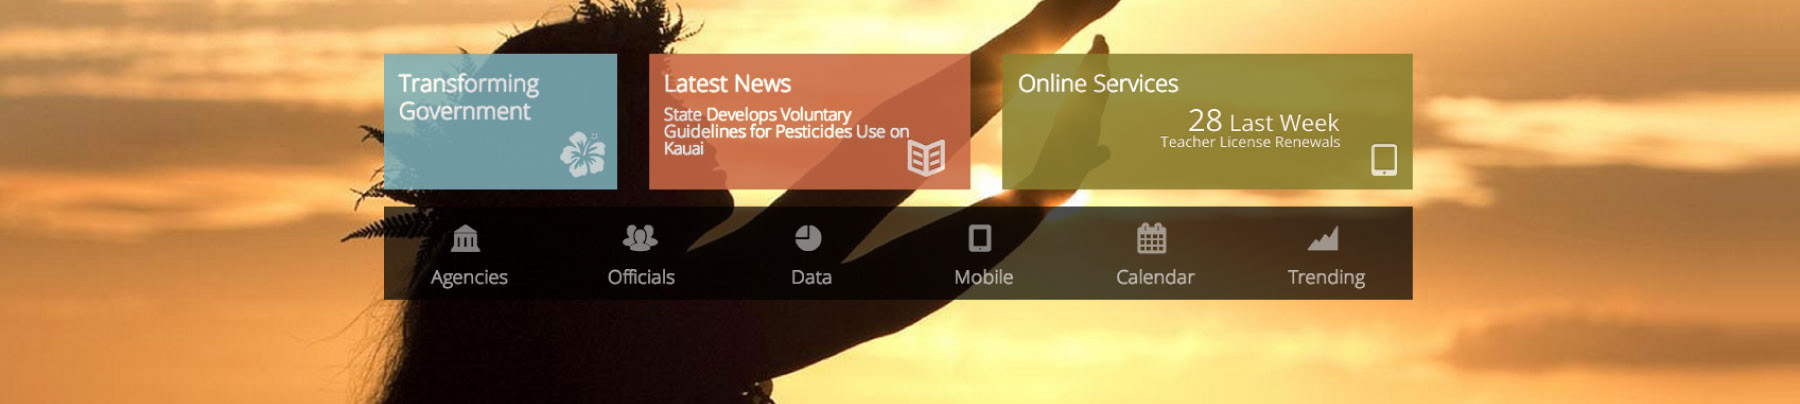 Transforming
Government
Latest News
State Develops Voluntary
Guidelines for Pesticides Use on
Kauai
Online Services
28 Last Week
Teacher License Renewals
Agencies
Officials
Data
Mobile
Calendar
Trending